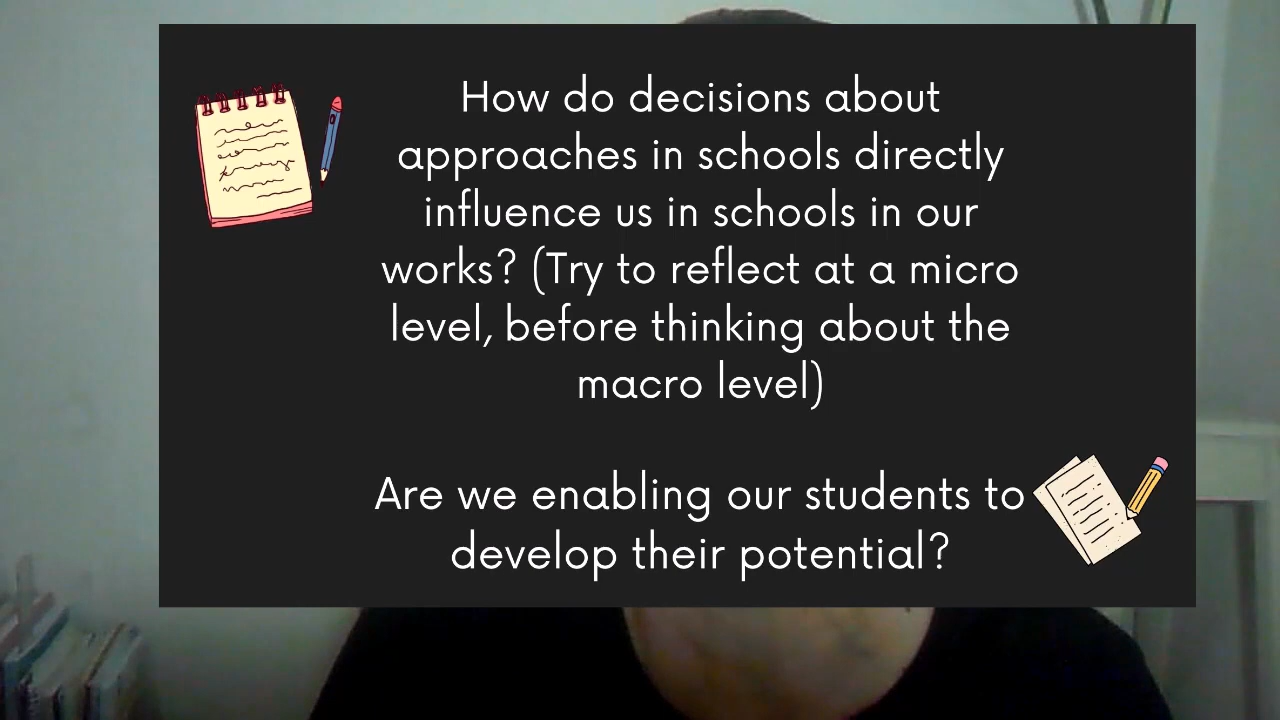 How do decisions about
approaches in schools directly
influence us in schools in our
works? (Try to reflect at a micro
level, before thinking about the
macro level)
Are we enabling our students to
develop their potential?